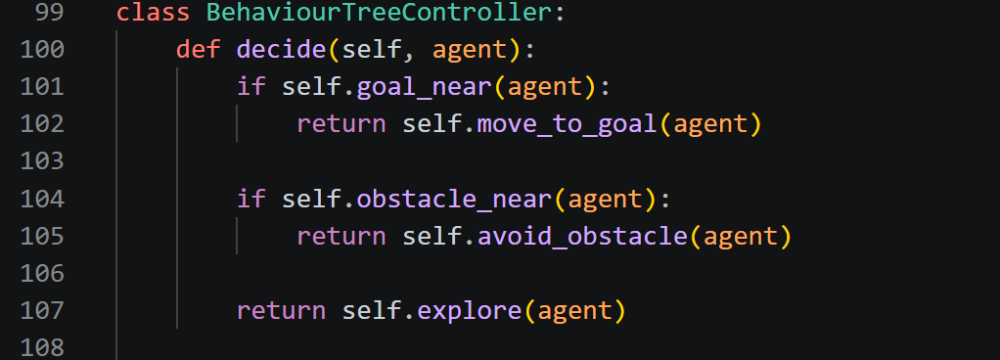 99 class BehaviourTreeController:
100 def decide(self, agent):
101 if self.goal_near(agent):
102 return self.move_to_goal(agent)
103
104 if self.obstacle_near(agent):
105 return self.avoid_obstacle(agent)
106
107 return self.explore(agent)
108